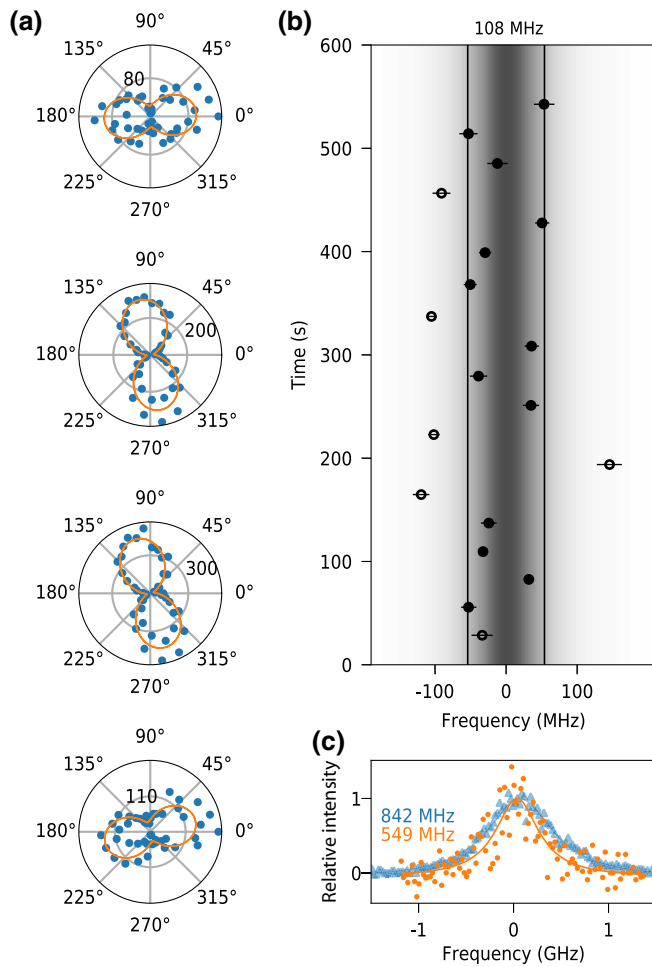 (a)
90°
135° 45°
80
180° 0°
225° 315°
270°
90°
135° 45°
200
180° 0°
225° 315°
270°
90°
135° 45°
300
180° 0°
225° 315°
270°
90°
135° 45°
110
180° 0°
225° 315°
270°
(b)
108 MHz
600
500
400
300
200
100
0
Time (s)
-100 0 100
Frequency (MHz)
(c)
Relative intensity
1
0
842 MHz
549 MHz
-1 0 1
Frequency (GHz)